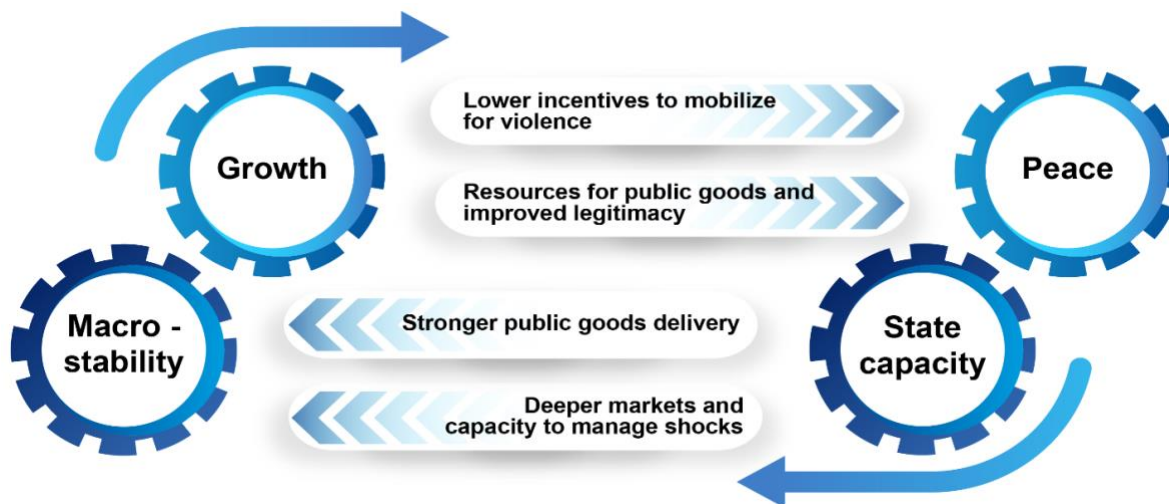 Lower incentives to mobilize
for violence
Growth
Peace
Resources for public goods and
improved legitimacy
Macro -
stability
Stronger public goods delivery
State
capacity
Deeper markets and
capacity to manage shocks